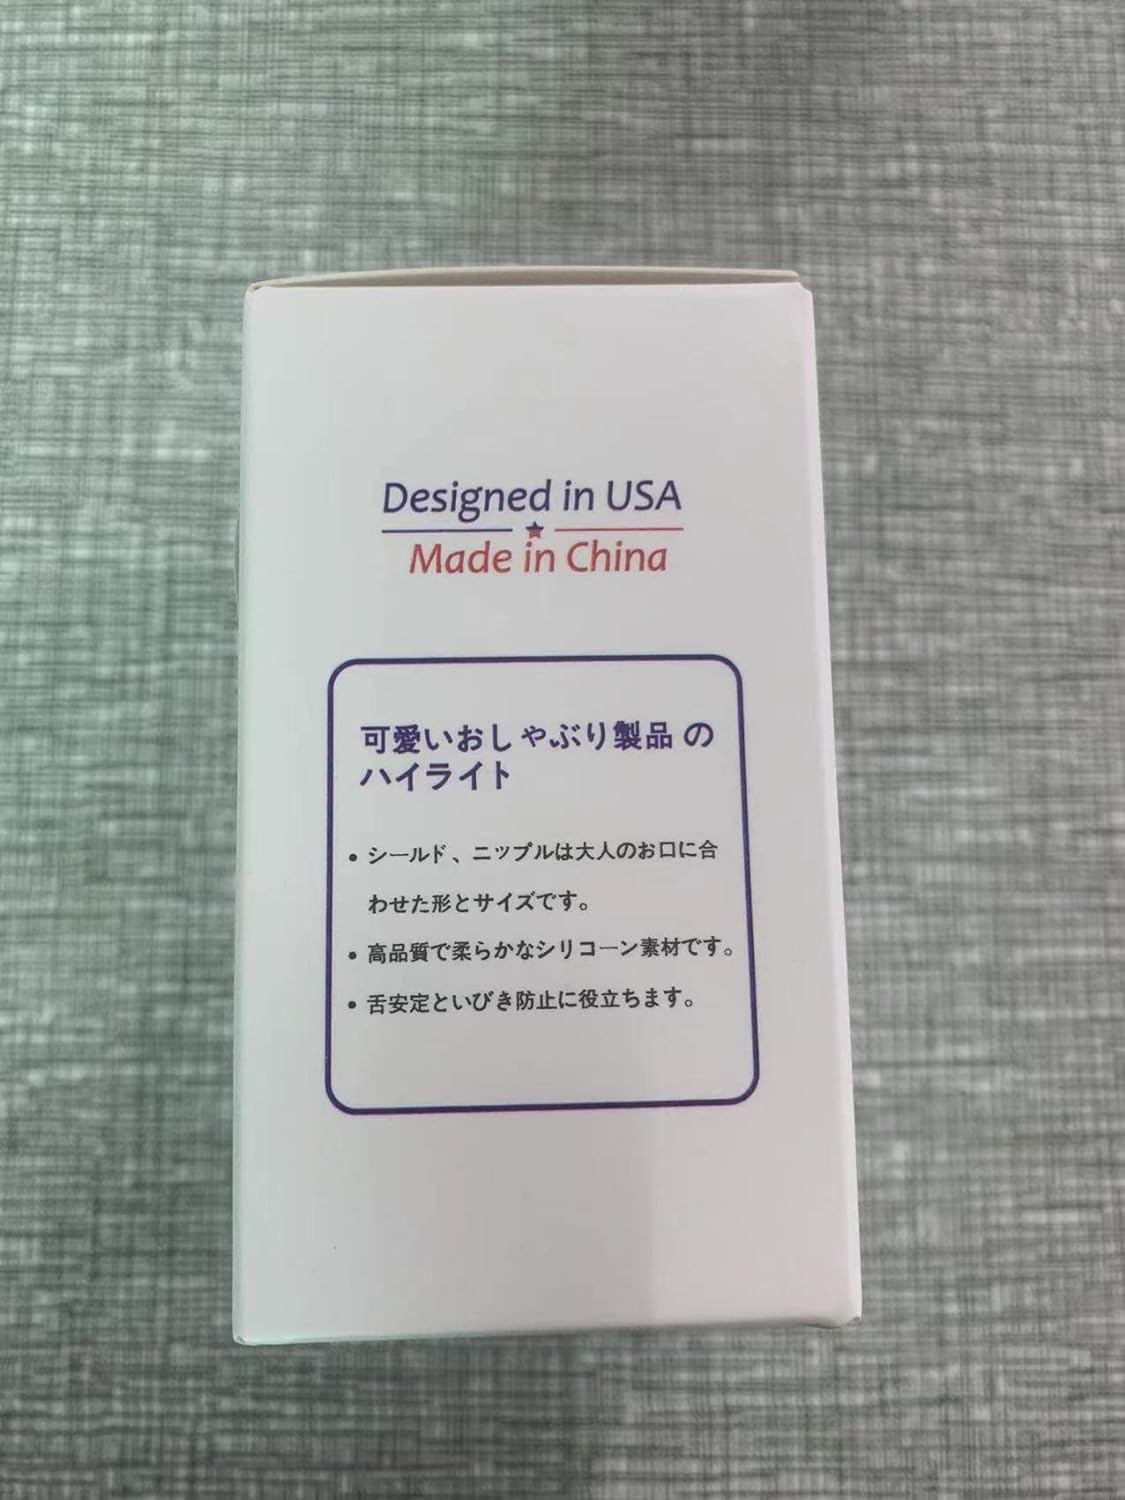 Designed in USA
Made in China
可愛いおしゃぶり製品 の
ハイライト
• シールド 、ニップルは大人のお口に合
わせた形とサイズです。
• 高品質で柔らかなシリコーン素材です。
• 舌安定といびき防止に役立ちます。